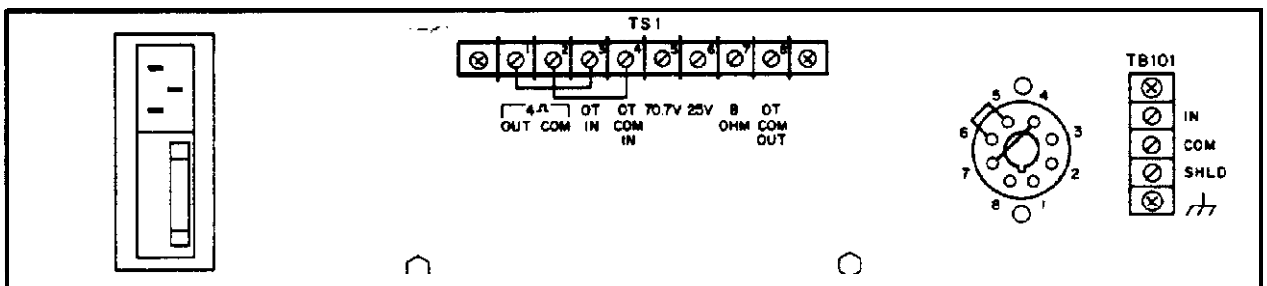 TS1
1 2 3 4 5 6 7 8
4Ω OT OT 70.7V 25V 8 OT
OUT COM IN COM OHM COM
IN OUT
5 4
6 3
7 2
8 1
TB101
IN
COM
SHLD